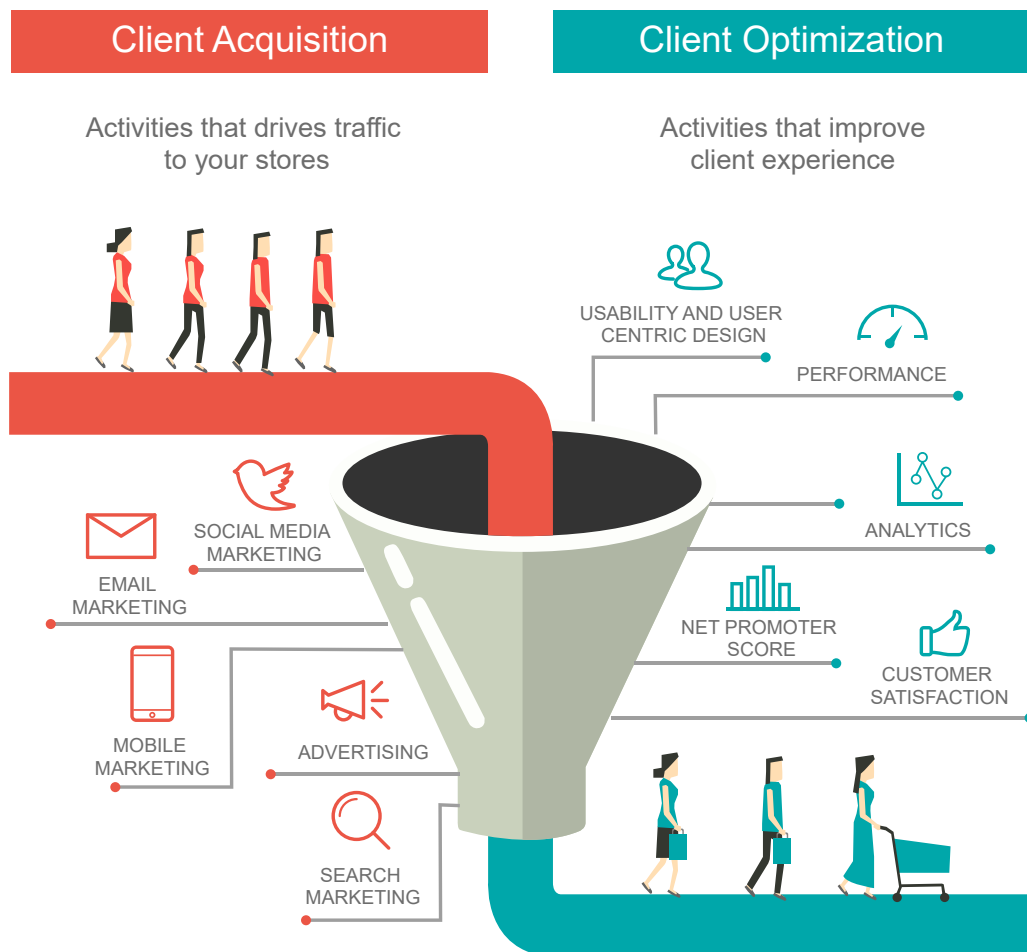 Client Acquisition
Activities that drives traffic
to your stores
SOCIAL MEDIA
MARKETING
EMAIL
MARKETING
MOBILE
MARKETING
ADVERTISING
SEARCH
MARKETING
Client Optimization
Activities that improve
client experience
USABILITY AND USER
CENTRIC DESIGN
PERFORMANCE
ANALYTICS
NET PROMOTER
SCORE
CUSTOMER
SATISFACTION